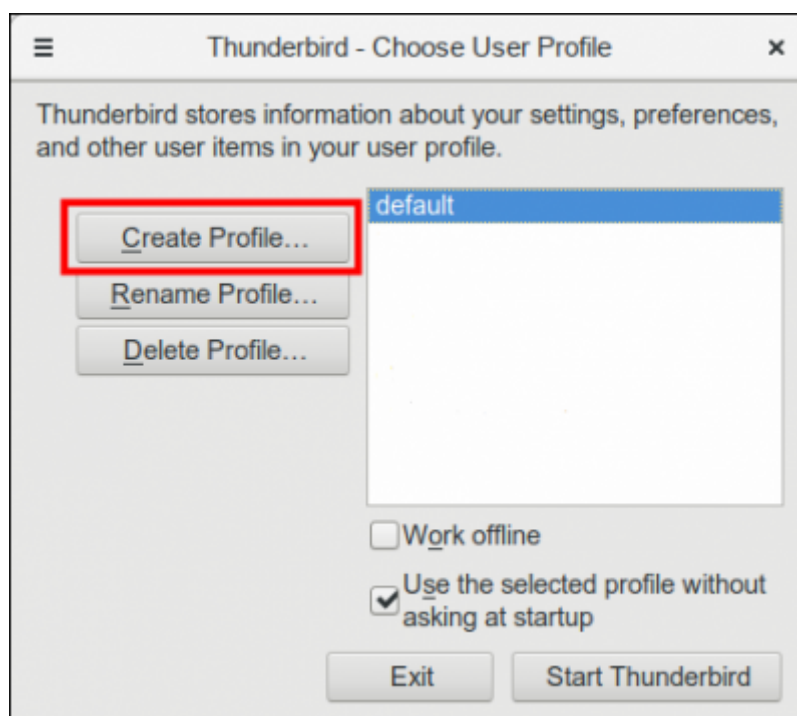 Thunderbird - Choose User Profile
Thunderbird stores information about your settings, preferences,
and other user items in your user profile.
default
Create Profile...
Rename Profile...
Delete Profile...
Work offline
Use the selected profile without
asking at startup
Exit
Start Thunderbird